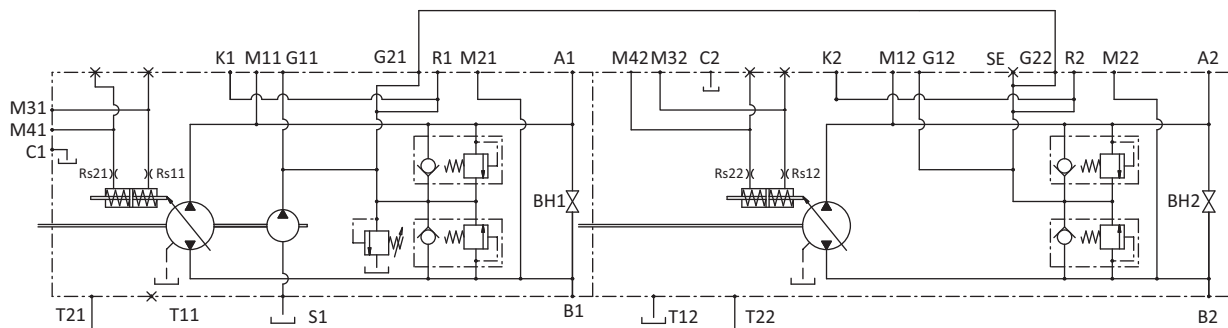 K1 M11 G11 G21 R1 M21 A1 M42 M32 C2 K2 M12 G12 SE G22 R2 M22 A2
M31
M41
C1
Rs21 Rs11 Rs22 Rs12
BH1 BH2
T21 T11 S1 B1 T12 T22 B2